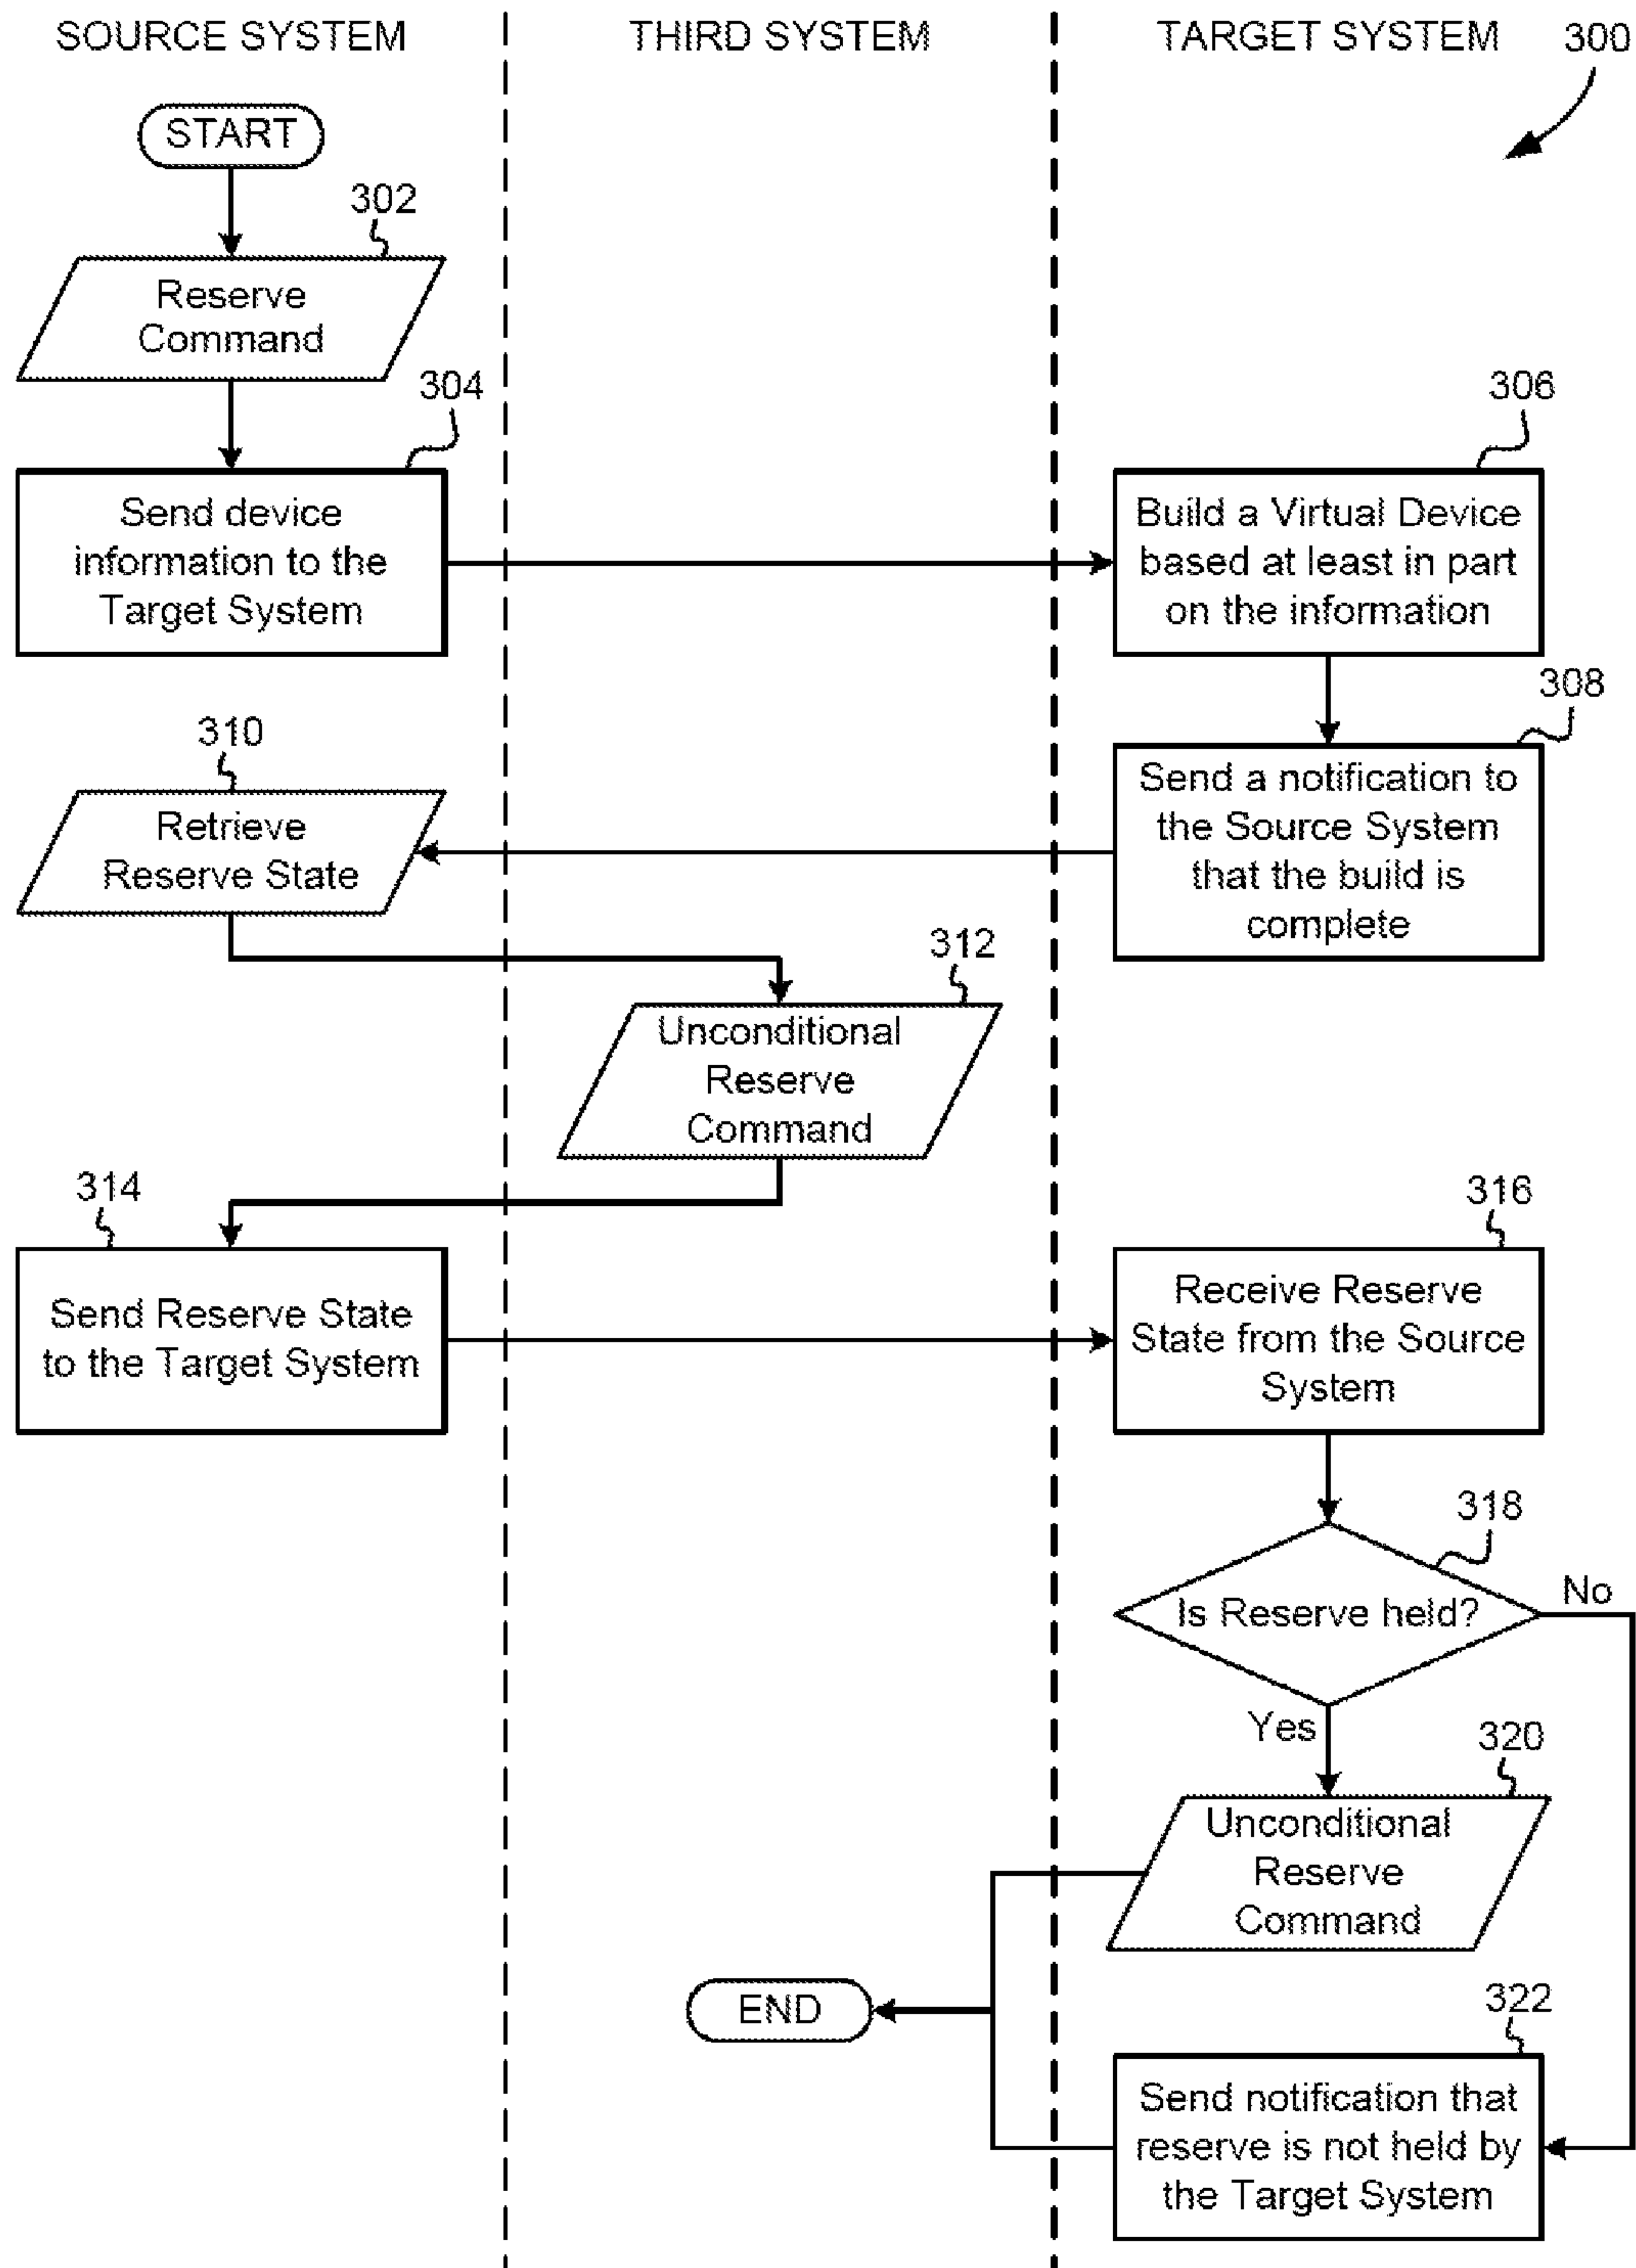 SOURCE SYSTEM
THIRD SYSTEM
TARGET SYSTEM
300
START
302
Reserve
Command
304
Send device
information to the
Target System
306
Build a Virtual Device
based at least in part
on the information
308
Send a notification to
the Source System
that the build is
complete
310
Retrieve
Reserve State
312
Unconditional
Reserve
Command
314
Send Reserve State
to the Target System
316
Receive Reserve
State from the Source
System
318
Is Reserve held?
No
Yes
320
Unconditional
Reserve
Command
END
322
Send notification that
reserve is not held by
the Target System